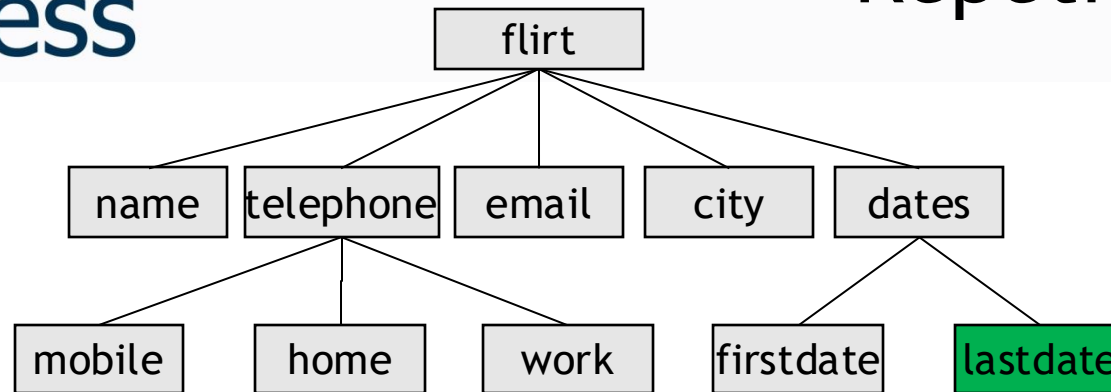 ess
flirt
name telephone email city dates
mobile home work firstdate lastdate